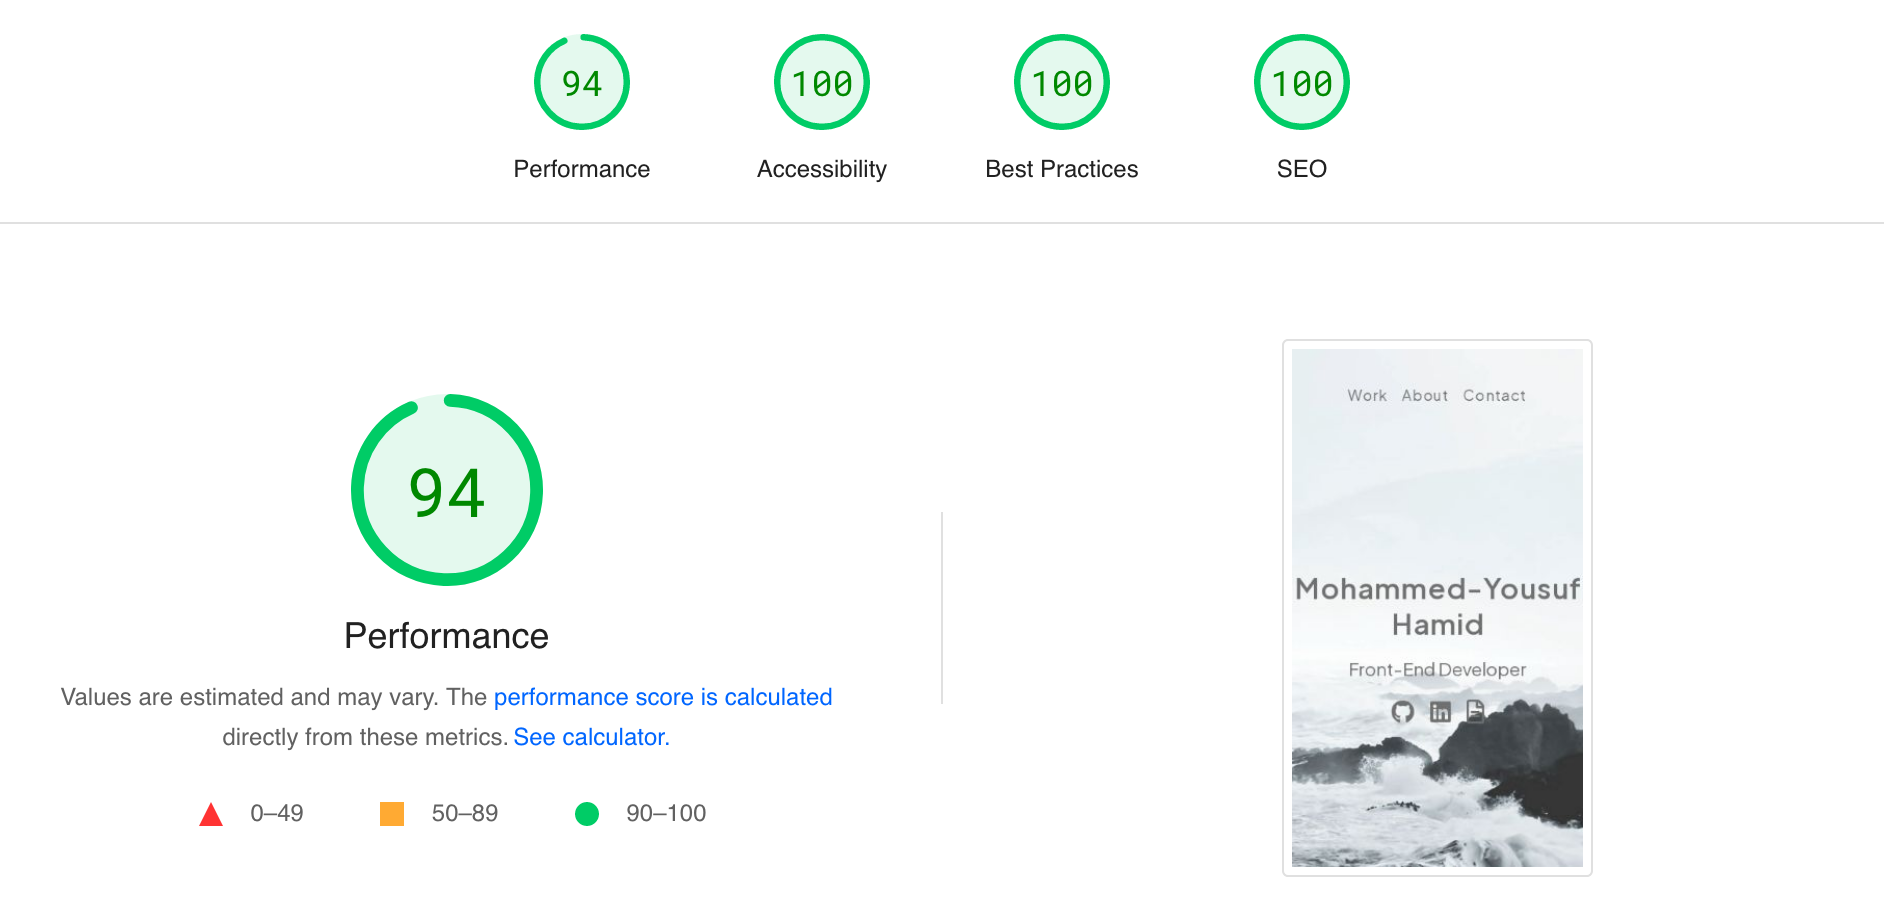 94
100
100
100
Performance
Accessibility
Best Practices
SEO
94
Performance
Values are estimated and may vary. The performance score is calculated
directly from these metrics. See calculator.
0–49
50–89
90–100
Work About Contact
Mohammed-Yousuf
Hamid
Front-End Developer
in